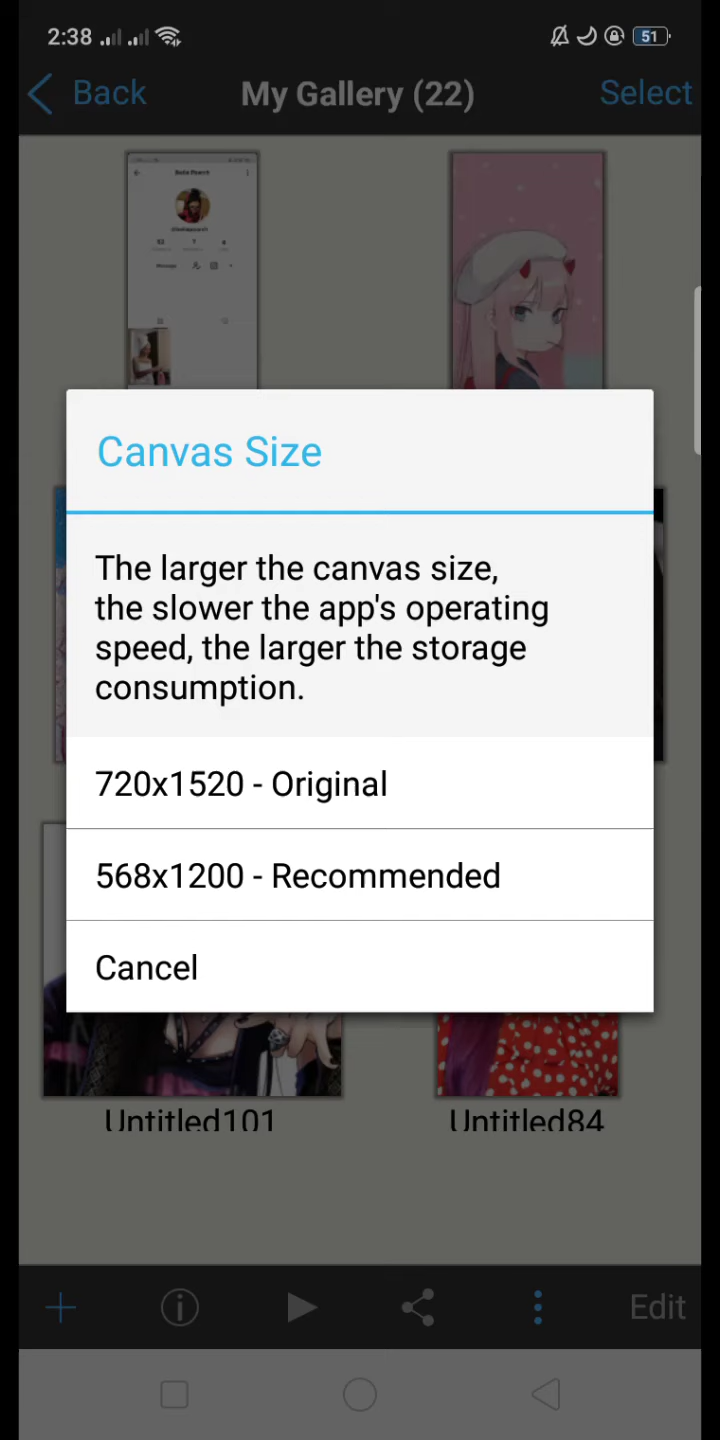 2:38
51
Back
My Gallery (22)
Select
Canvas Size
The larger the canvas size,
the slower the app's operating
speed, the larger the storage
consumption.
720x1520 - Original
568x1200 - Recommended
Cancel
Untitled101
Untitled84
Edit